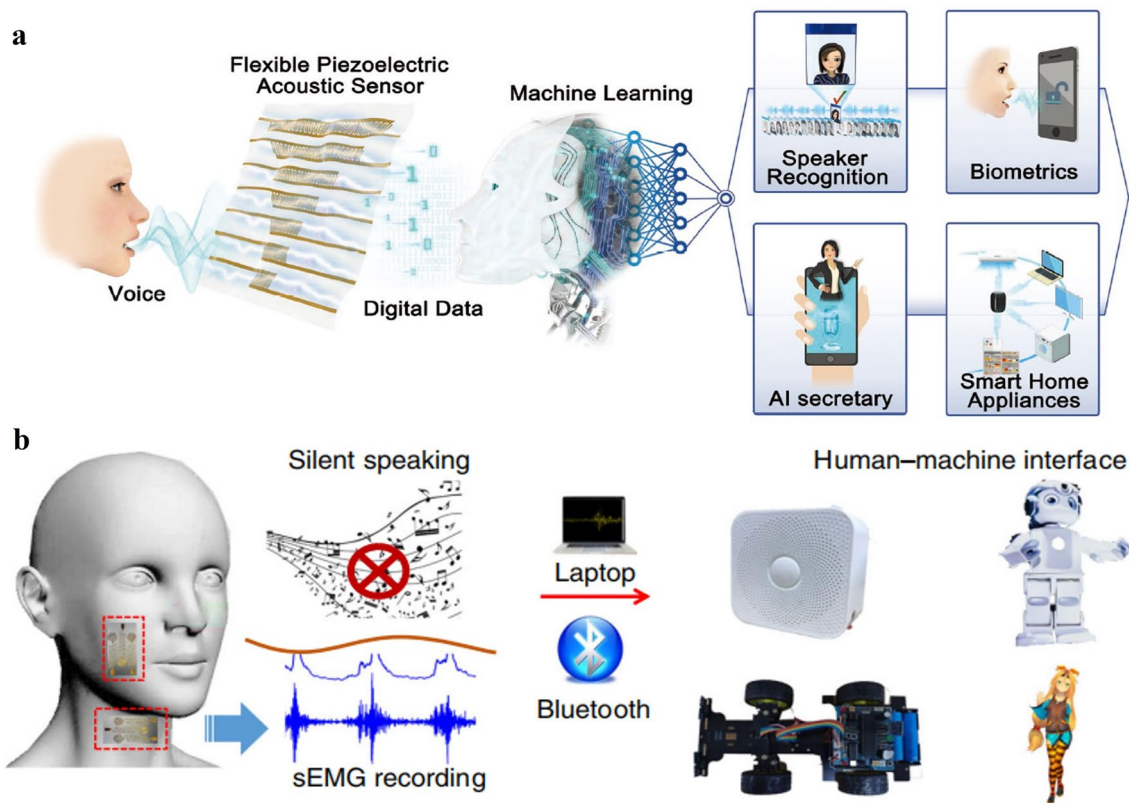 a
Flexible Piezoelectric
Acoustic Sensor
Machine Learning
Voice
Digital Data
Speaker
Recognition
Biometrics
AI secretary
Smart Home
Appliances
b
Silent speaking
sEMG recording
Laptop
Bluetooth
Human–machine interface